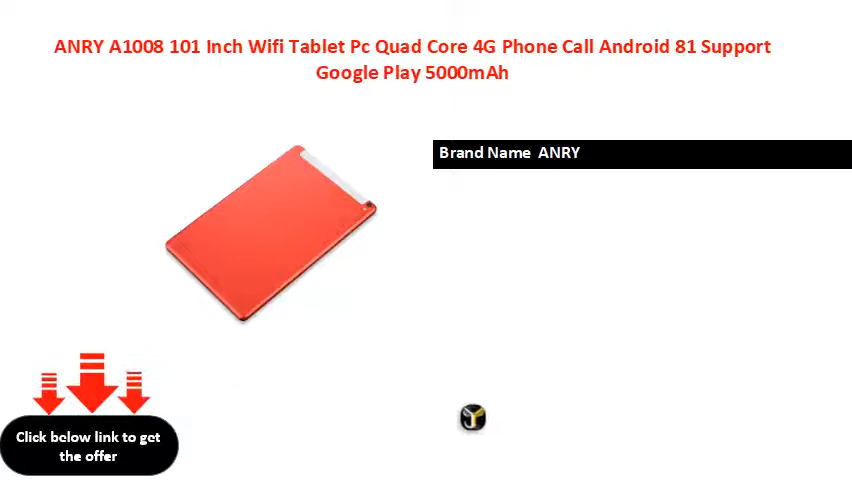 ANRY A1008 101 Inch Wifi Tablet Pc Quad Core 4G Phone Call Android 81 Support
Google Play 5000mAh
Brand Name ANRY
Click below link to get
the offer